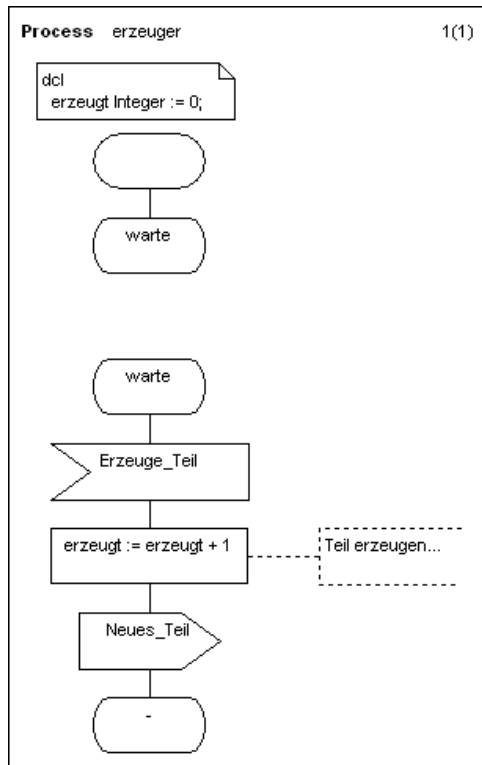 Process erzeuger 1(1)
dcl
erzeugt Integer := 0;
warte
warte
Erzeuge_Teil
erzeugt := erzeugt + 1
Teil erzeugen...
Neues_Teil
-